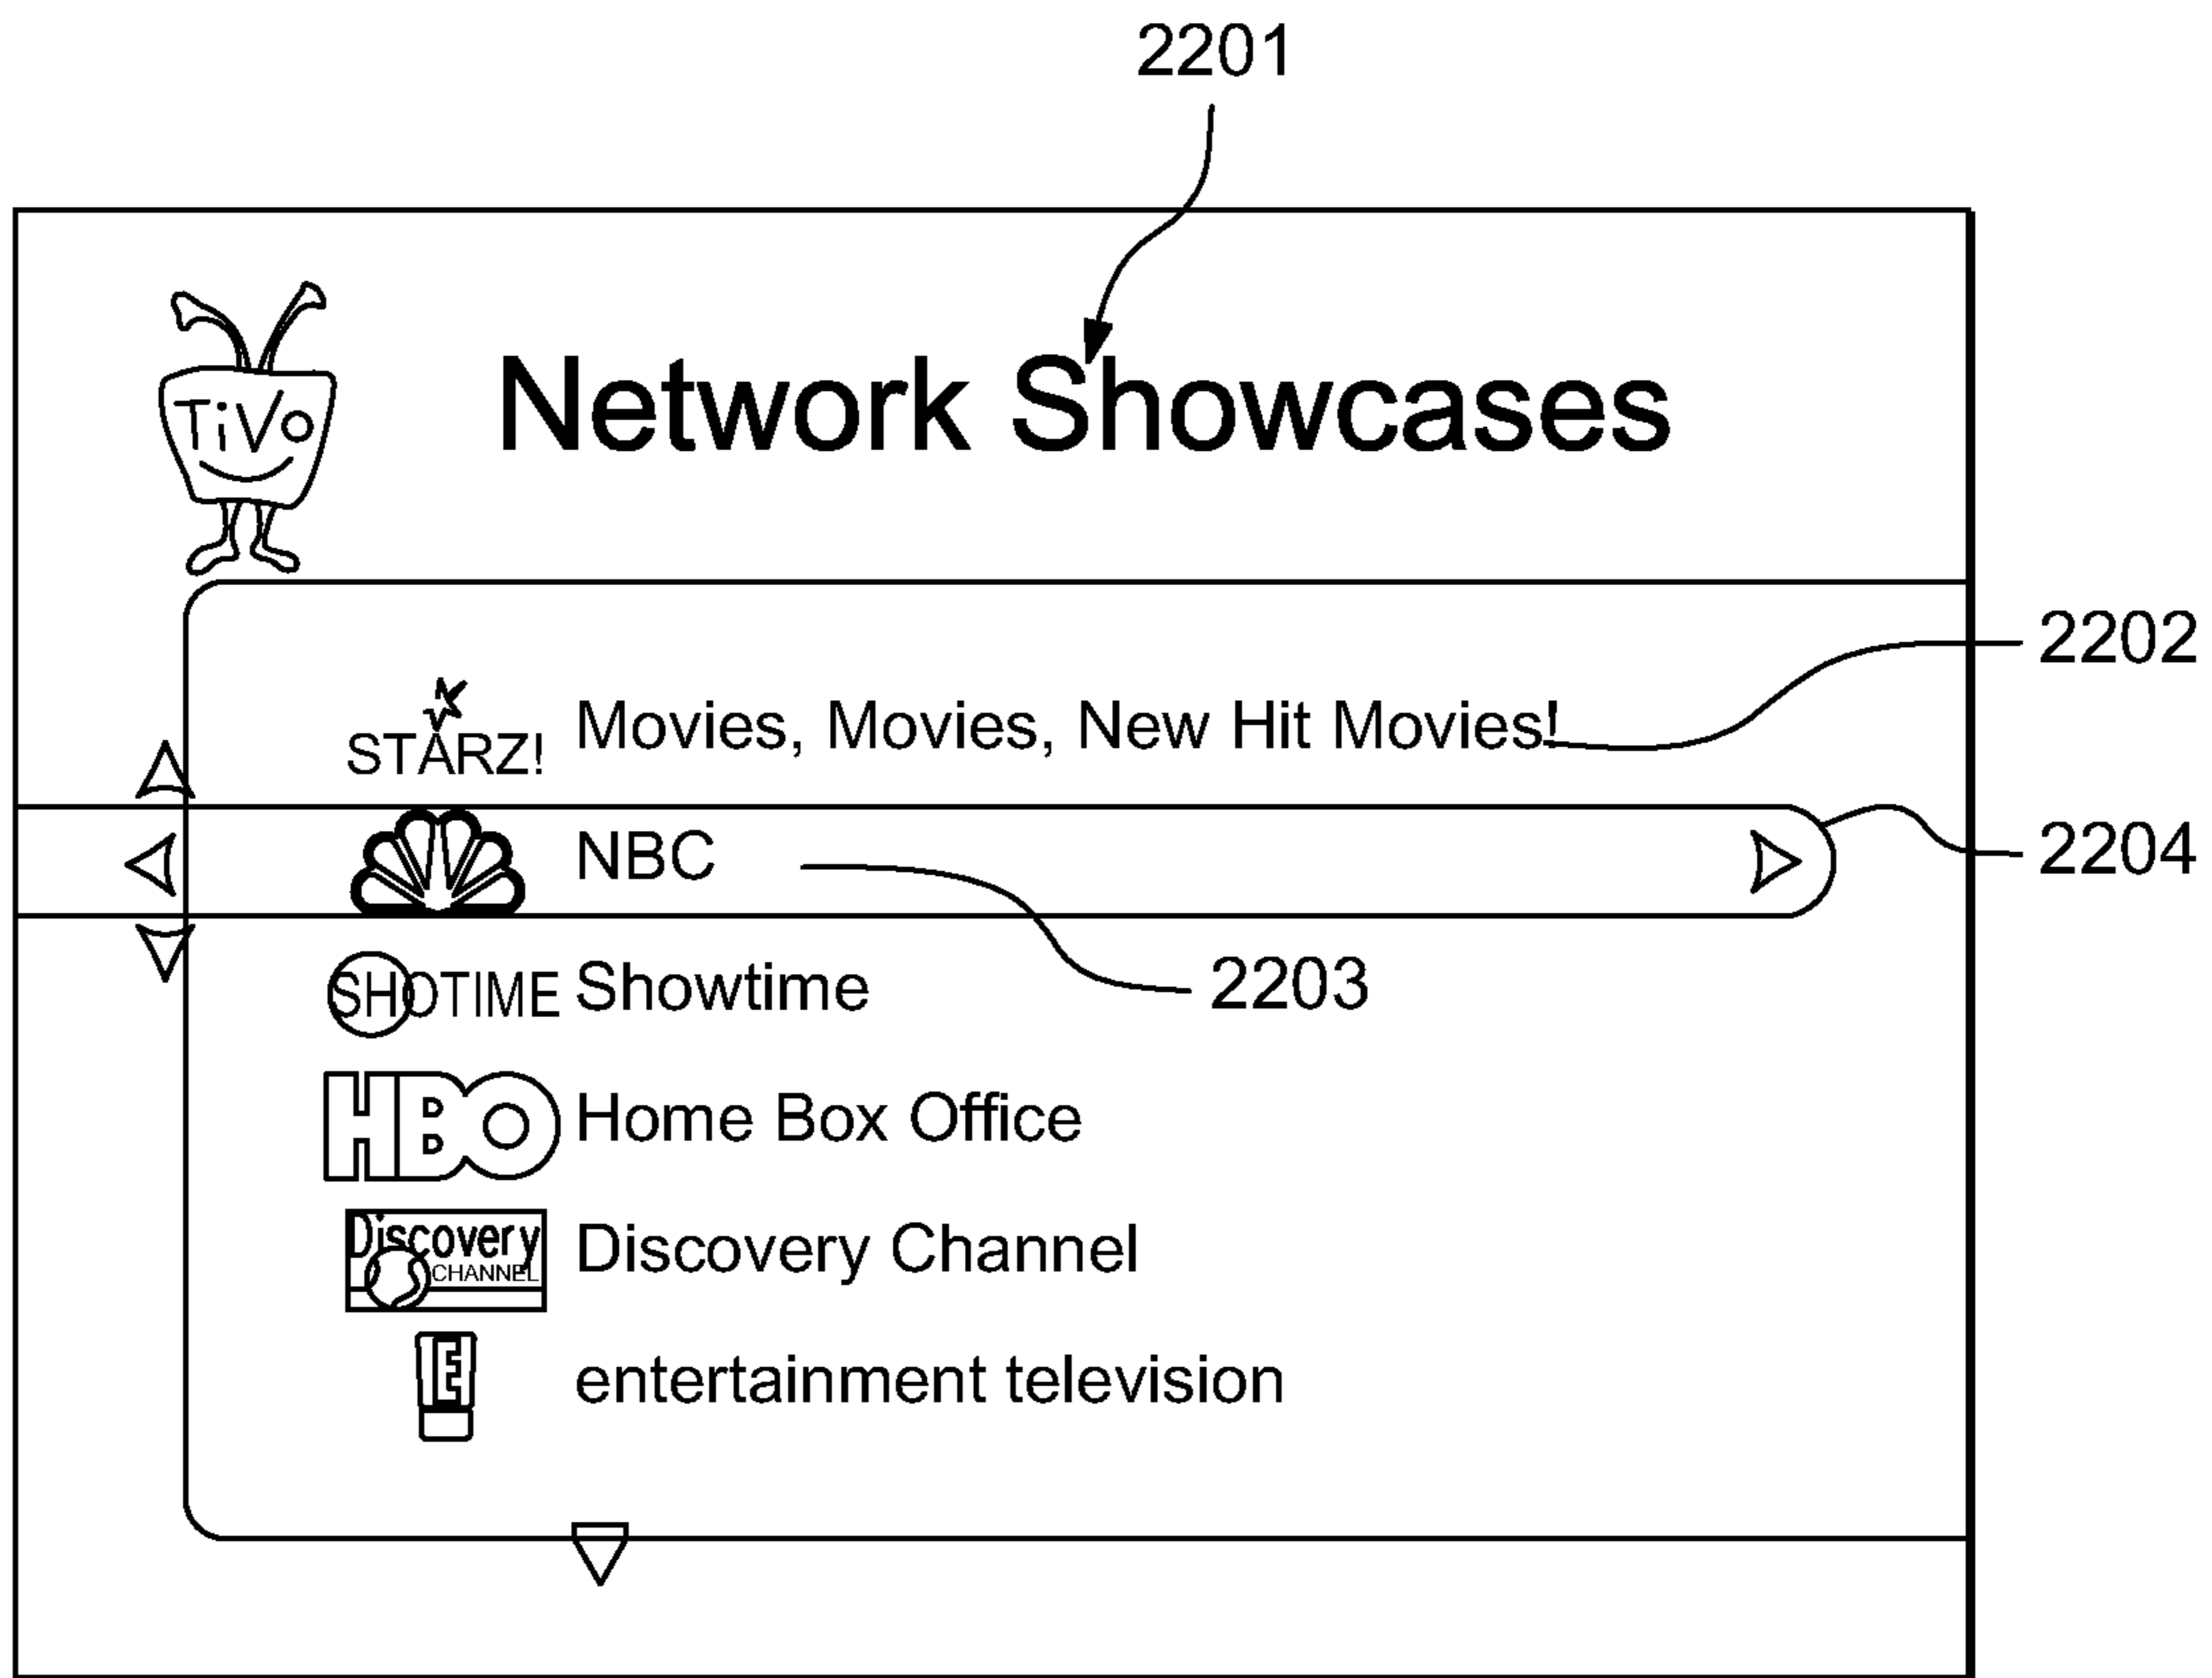 2201
TiVo
Network Showcases
2202
STARZ! Movies, Movies, New Hit Movies!
NBC
2204
SHOTIME Showtime
2203
HBO Home Box Office
Discovery CHANNEL Discovery Channel
E entertainment television